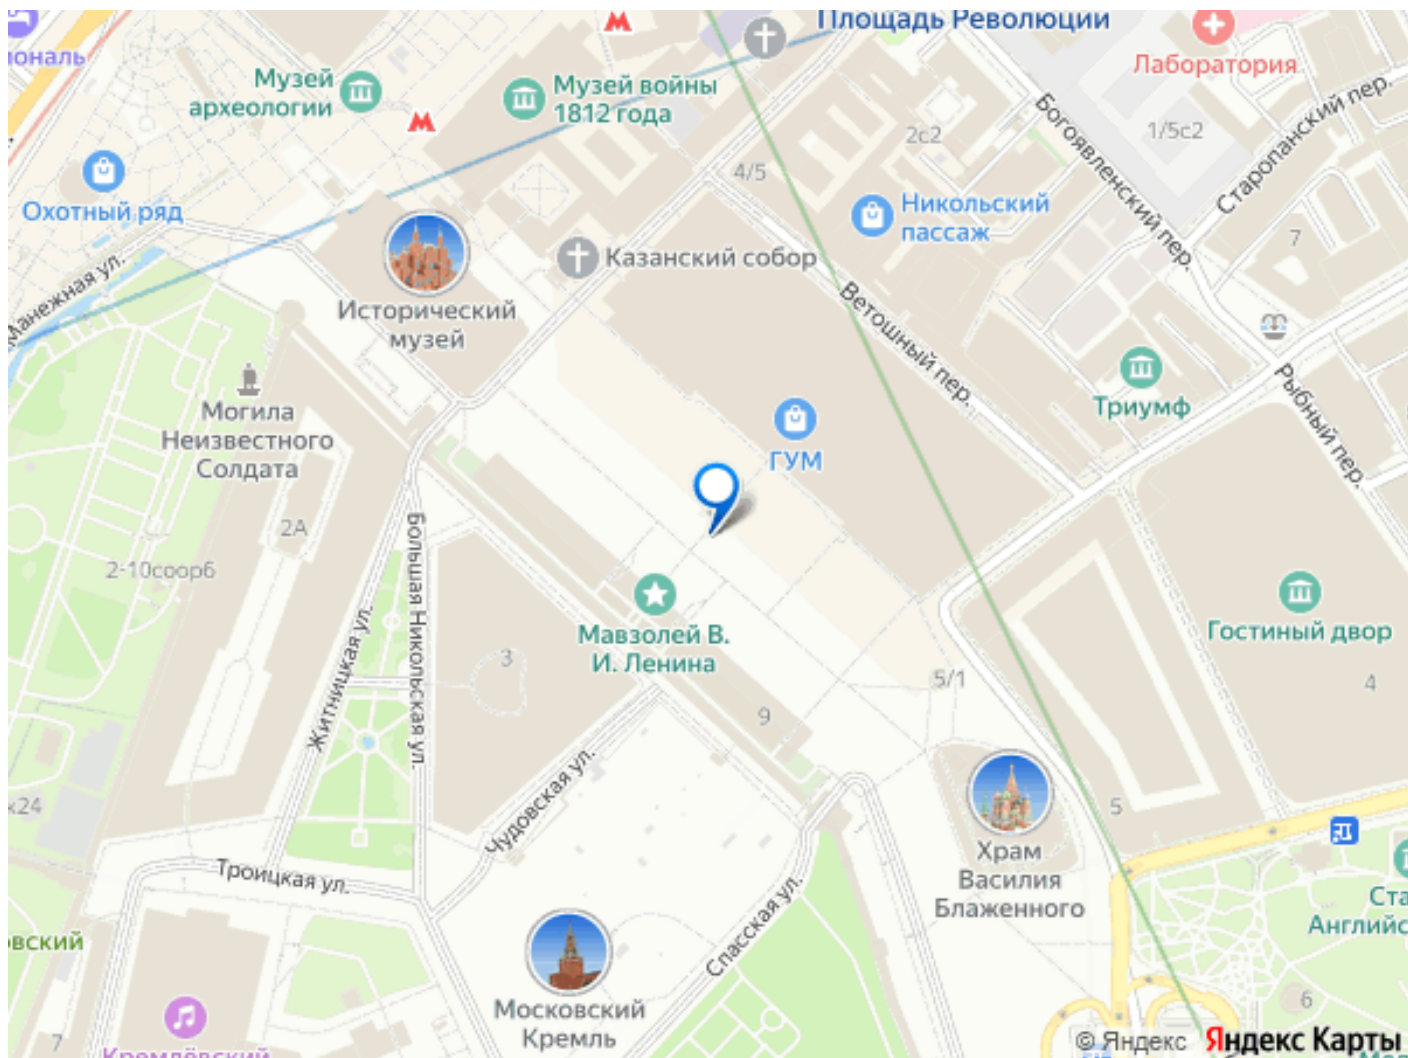 Площадь Революции
ональ
Музей
археологии
Музей войны
1812 года
Лаборатория
Богоявленский пер.
1/5с2
2с2
4/5
Старопанский пер.
Охотный ряд
Никольский
пассаж
7
Манежная ул.
Казанский собор
Исторический
музей
Ветошный пер.
Могила
Неизвестного
Солдата
Триумф
Рыбный пер.
ГУМ
2А
2-10соор6
Большая Никольская ул.
Житницкая ул.
Мавзолей В.
И. Ленина
3
Гостиный двор
5/1
4
9
к24
Чудовская ул.
5
Троицкая ул.
Храм
Василия
Блаженного
Спасская ул.
Ста
Английс
вский
Московский
Кремль
6
7
Кремлёвский
© Яндекс
Яндекс Карты